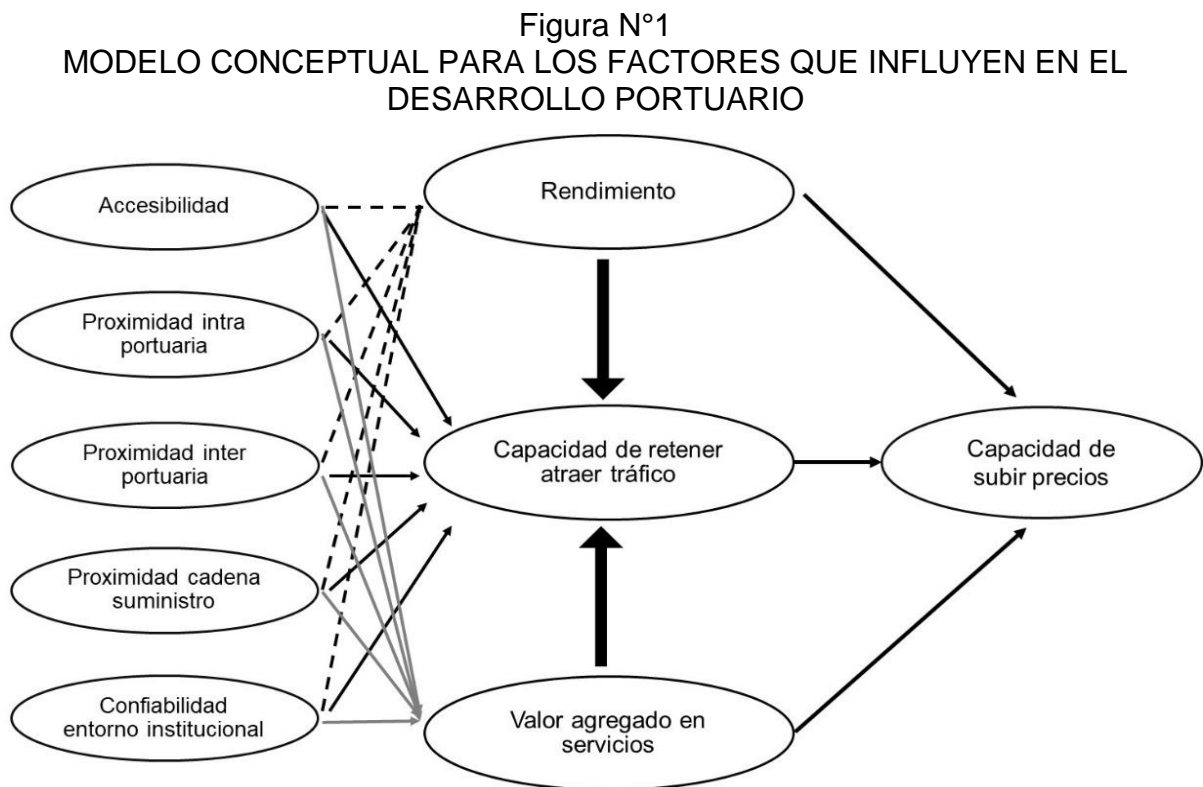 Figura N°1
MODELO CONCEPTUAL PARA LOS FACTORES QUE INFLUYEN EN EL
DESARROLLO PORTUARIO
Accesibilidad
Proximidad intra
portuaria
Proximidad inter
portuaria
Proximidad cadena
suministro
Confiabilidad
entorno institucional
Rendimiento
Capacidad de retener
atraer tráfico
Valor agregado en
servicios
Capacidad de
subir precios